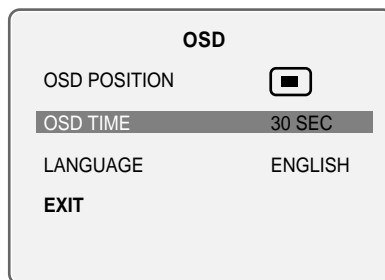 OSD
OSD POSITION
OSD TIME 30 SEC
LANGUAGE ENGLISH
EXIT